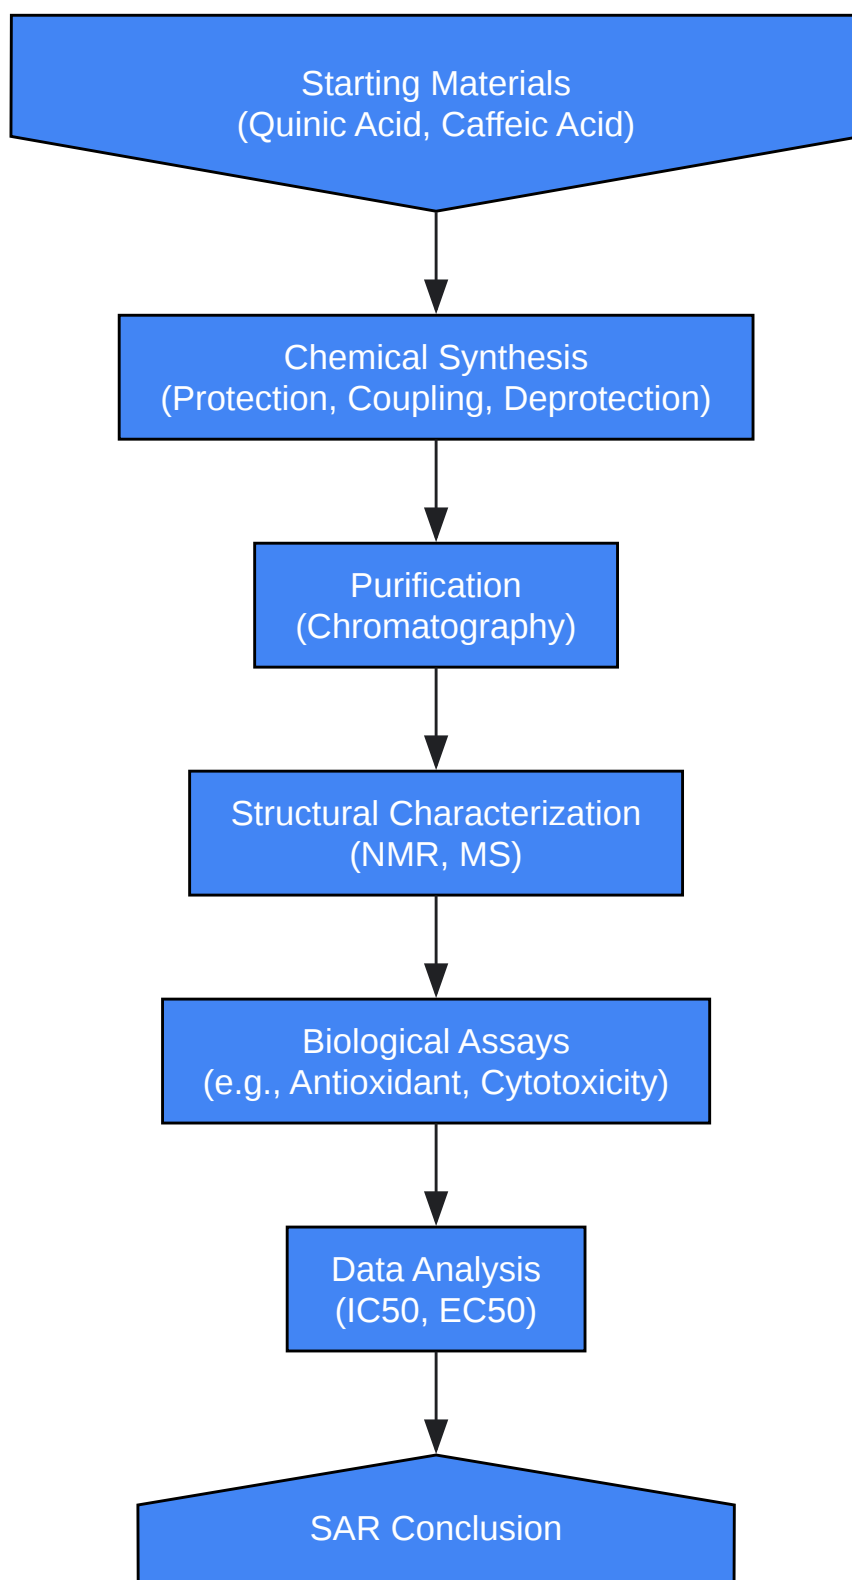 Starting Materials
(Quinic Acid, Caffeic Acid)
Chemical Synthesis
(Protection, Coupling, Deprotection)
Purification
(Chromatography)
Structural Characterization
(NMR, MS)
Biological Assays
(e.g., Antioxidant, Cytotoxicity)
Data Analysis
(IC50, EC50)
SAR Conclusion